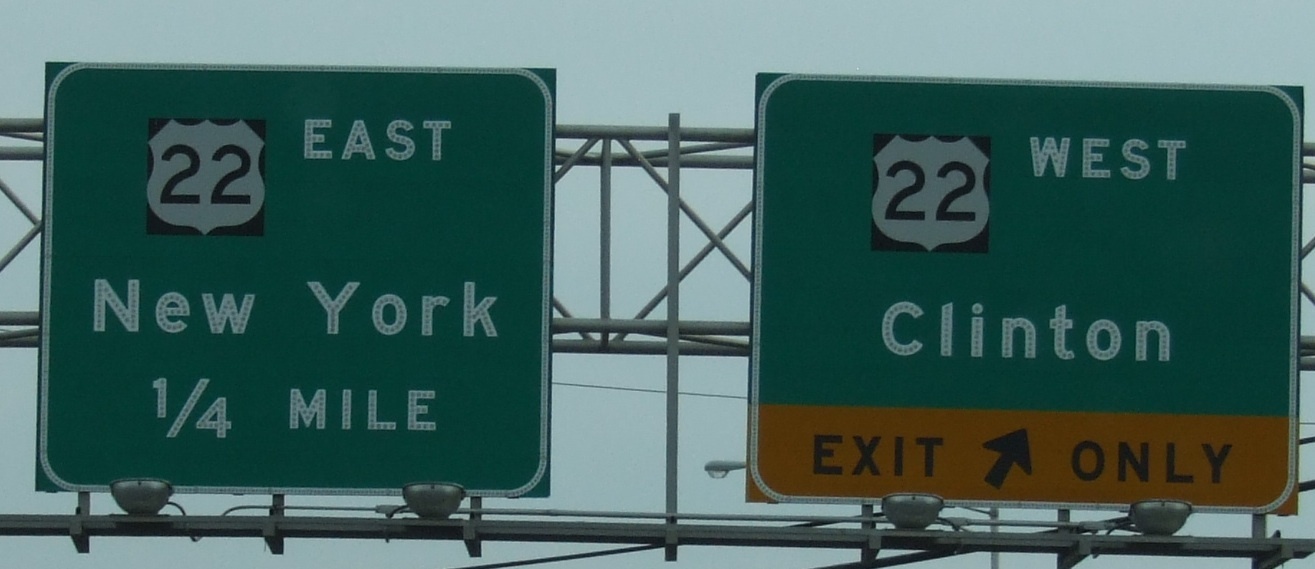 22 EAST
New York
1/4 MILE
22 WEST
Clinton
EXIT ONLY